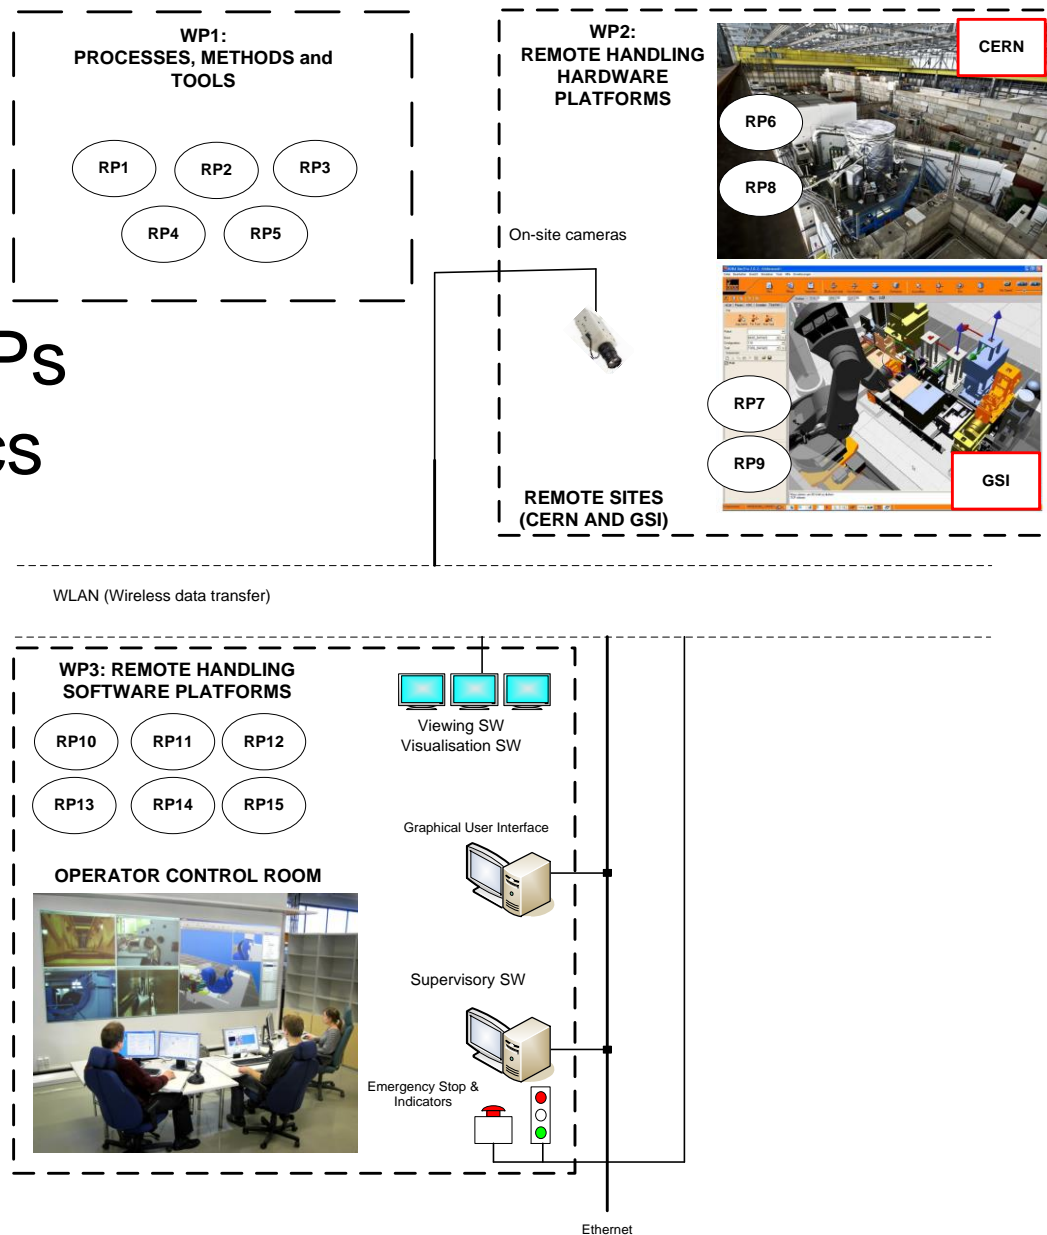 WP1:
PROCESSES, METHODS and
TOOLS
RP1
RP2
RP3
RP4
RP5
WP2:
REMOTE HANDLING
HARDWARE
PLATFORMS
CERN
RP6
RP8
On-site cameras
RP7
RP9
GSI
REMOTE SITES
(CERN AND GSI)
Ps
cs
WLAN (Wireless data transfer)
WP3: REMOTE HANDLING
SOFTWARE PLATFORMS
RP10
RP11
RP12
RP13
RP14
RP15
Viewing SW
Visualisation SW
Graphical User Interface
OPERATOR CONTROL ROOM
Supervisory SW
Emergency Stop &
Indicators
Ethernet